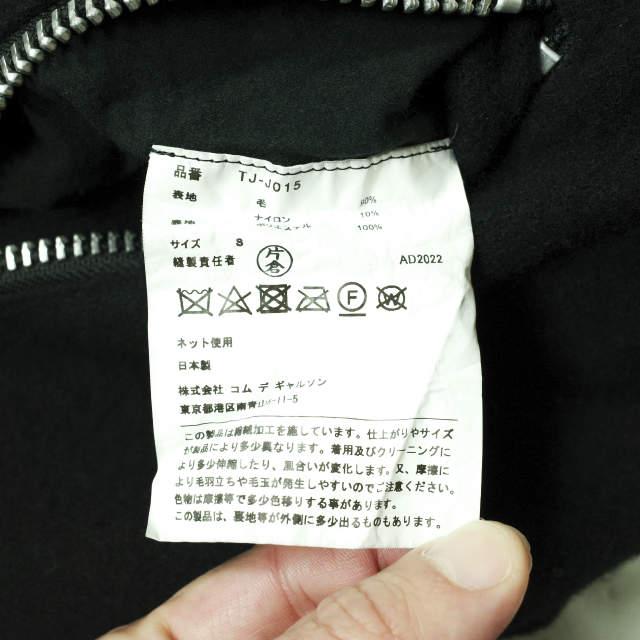 品番 TJ-J015
表地 毛 90%
ナイロン 10%
裏地 ポリエステル 100%
サイズ S
縫製責任者 片倉 AD2022
F W
ネット使用
日本製
株式会社 コム デ ギャルソン
東京都港区南青山5-11-5
この製品は縮絨加工を施しています。仕上がりやサイズ
が製品により多少異なります。着用及びクリーニングに
より多少伸縮したり、風合いが変化します。又、摩擦に
より毛羽立ちや毛玉が発生しやすいのでご注意ください。
色物は摩擦等で多少色移りする事があります。
この製品は、裏地等が外側に多少出るものもあります。